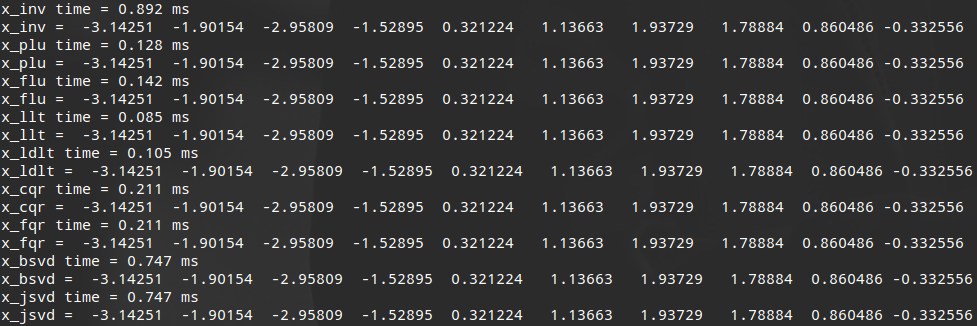 x_inv time = 0.892 ms
x_inv =  -3.14251  -1.90154  -2.95809  -1.52895  0.321224   1.13663   1.93729   1.78884  0.860486 -0.332556
x_plu time = 0.128 ms
x_plu =  -3.14251  -1.90154  -2.95809  -1.52895  0.321224   1.13663   1.93729   1.78884  0.860486 -0.332556
x_flu time = 0.142 ms
x_flu =  -3.14251  -1.90154  -2.95809  -1.52895  0.321224   1.13663   1.93729   1.78884  0.860486 -0.332556
x_llt time = 0.085 ms
x_llt =  -3.14251  -1.90154  -2.95809  -1.52895  0.321224   1.13663   1.93729   1.78884  0.860486 -0.332556
x_ldlt time = 0.105 ms
x_ldlt =  -3.14251  -1.90154  -2.95809  -1.52895  0.321224   1.13663   1.93729   1.78884  0.860486 -0.332556
x_cqr time = 0.211 ms
x_cqr =  -3.14251  -1.90154  -2.95809  -1.52895  0.321224   1.13663   1.93729   1.78884  0.860486 -0.332556
x_fqr time = 0.211 ms
x_fqr =  -3.14251  -1.90154  -2.95809  -1.52895  0.321224   1.13663   1.93729   1.78884  0.860486 -0.332556
x_bsvd time = 0.747 ms
x_bsvd =  -3.14251  -1.90154  -2.95809  -1.52895  0.321224   1.13663   1.93729   1.78884  0.860486 -0.332556
x_jsvd time = 0.747 ms
x_jsvd =  -3.14251  -1.90154  -2.95809  -1.52895  0.321224   1.13663   1.93729   1.78884  0.860486 -0.332556